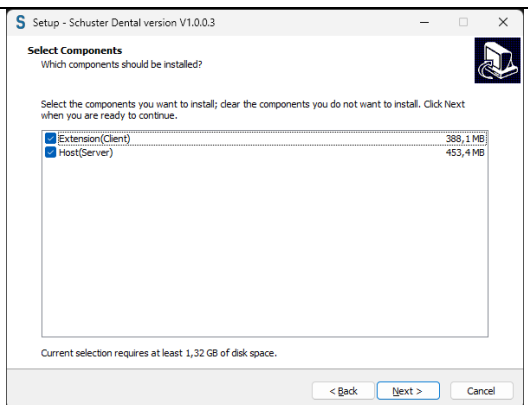 S Setup - Schuster Dental version V1.0.0.3
Select Components
Which components should be installed?
Select the components you want to install; clear the components you do not want to install. Click Next
when you are ready to continue.
Extension(Client) 388,1 MB
Host(Server) 453,4 MB
Current selection requires at least 1,32 GB of disk space.
< Back Next > Cancel